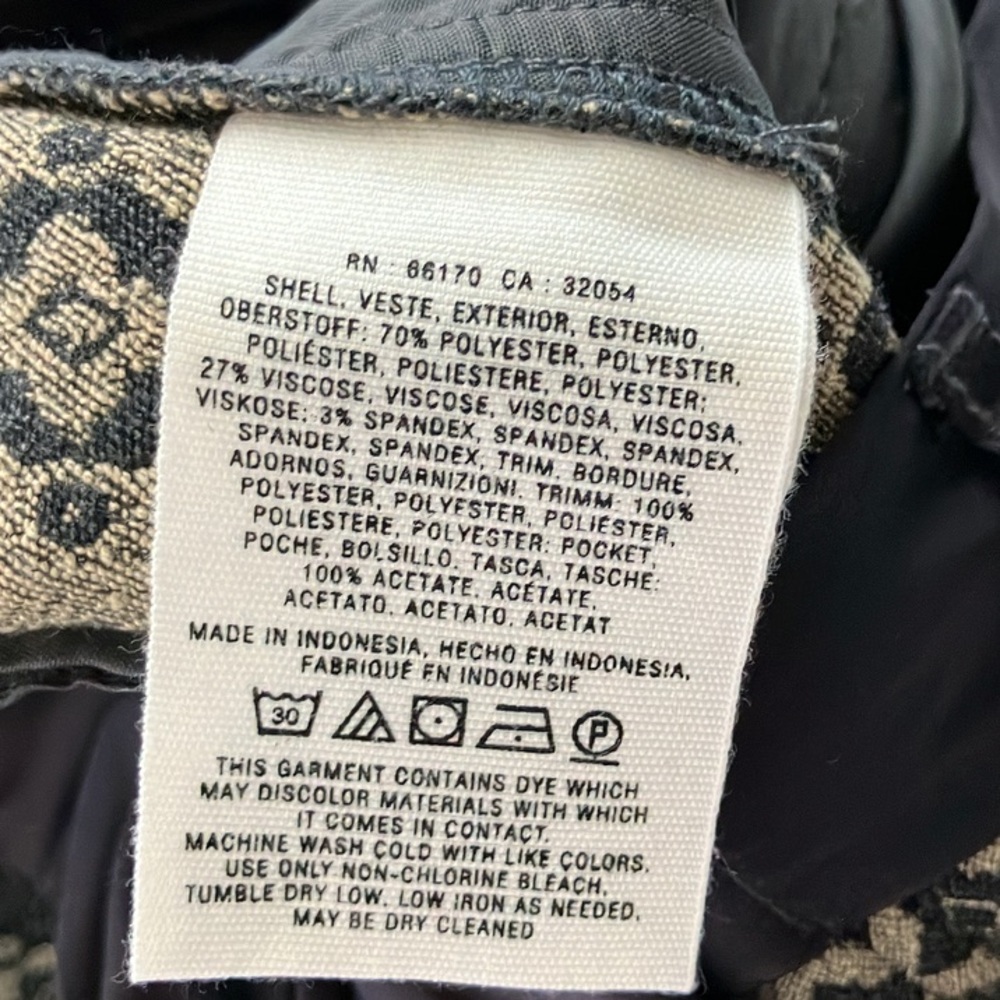 RN : 66170 CA : 32054
SHELL, VESTE, EXTERIOR, ESTERNO,
OBERSTOFF: 70% POLYESTER, POLYESTER,
POLIÉSTER, POLIESTERE, POLYESTER;
27% VISCOSE, VISCOSE, VISCOSA, VISCOSA,
VISKOSE: 3% SPANDEX, SPANDEX, SPANDEX,
SPANDEX, SPANDEX, TRIM, BORDURE,
ADORNOS, GUARNIZIONI, TRIMM: 100%
POLYESTER, POLYESTER, POLIÉSTER,
POLIESTERE, POLYESTER: POCKET,
POCHE, BOLSILLO, TASCA, TASCHE:
100% ACETATE, ACÉTATE,
ACETATO, ACETATO, ACETAT
MADE IN INDONESIA, HECHO EN INDONESIA,
FABRIQUÉ EN INDONÉSIE
30 P
THIS GARMENT CONTAINS DYE WHICH
MAY DISCOLOR MATERIALS WITH WHICH
IT COMES IN CONTACT.
MACHINE WASH COLD WITH LIKE COLORS.
USE ONLY NON-CHLORINE BLEACH,
TUMBLE DRY LOW, LOW IRON AS NEEDED,
MAY BE DRY CLEANED